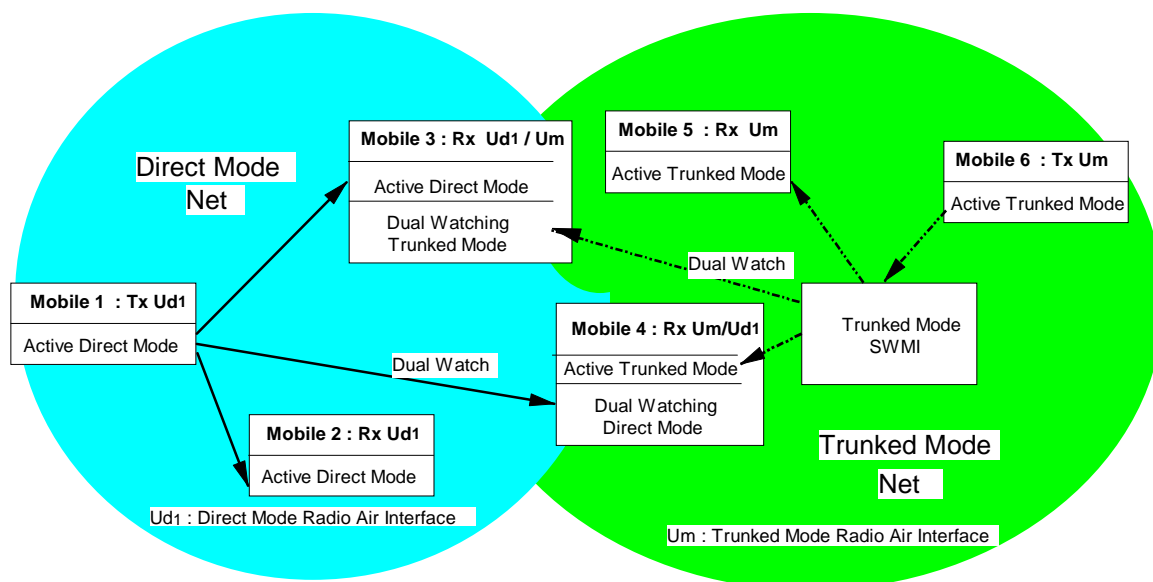 Direct Mode
Net
Mobile 3 : Rx Ud1 / Um
Active Direct Mode
Dual Watching
Trunked Mode
Mobile 5 : Rx Um
Active Trunked Mode
Mobile 6 : Tx Um
Active Trunked Mode
Dual Watch
Mobile 1 : Tx Ud1
Active Direct Mode
Trunked Mode
SWMI
Mobile 4 : Rx Um/Ud1
Active Trunked Mode
Dual Watching
Direct Mode
Dual Watch
Mobile 2 : Rx Ud1
Active Direct Mode
Trunked Mode
Net
Ud1 : Direct Mode Radio Air Interface
Um : Trunked Mode Radio Air Interface